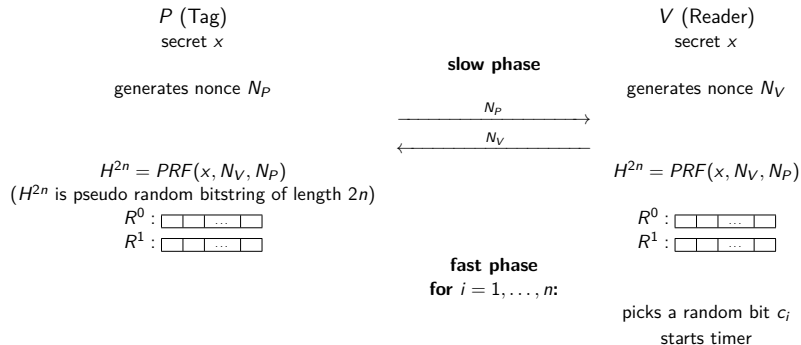 P (Tag)
V (Reader)
secret x
secret x
slow phase
generates nonce N_P
generates nonce N_V
N_P
N_V
H^{2n} = PRF(x, N_V, N_P)
H^{2n} = PRF(x, N_V, N_P)
(H^{2n} is pseudo random bitstring of length 2n)
R^0 : ...
R^0 : ...
R^1 : ...
R^1 : ...
fast phase
for i = 1, . . . , n:
picks a random bit c_i
starts timer